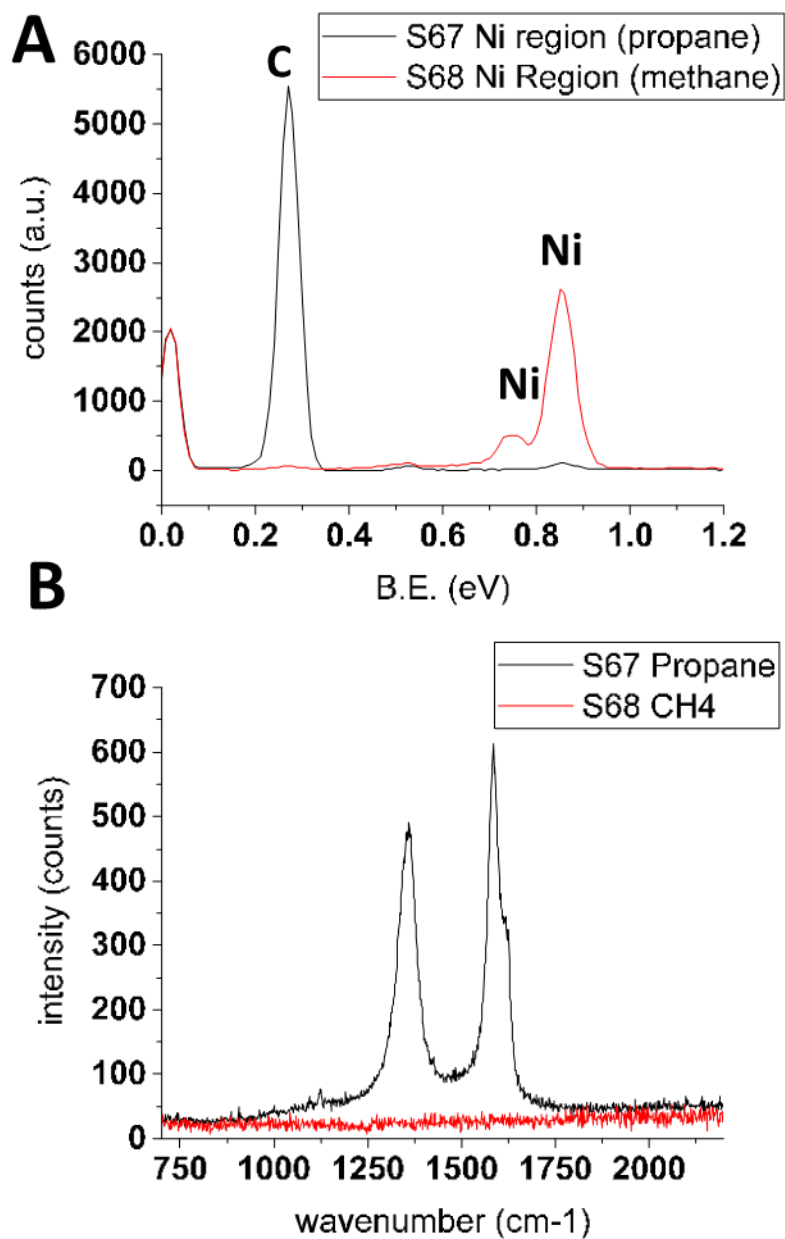 A
S67 Ni region (propane)
S68 Ni Region (methane)
C
Ni
Ni
6000
5000
4000
3000
2000
1000
0
counts (a.u.)
0.0 0.2 0.4 0.6 0.8 1.0 1.2
B.E. (eV)
B
S67 Propane
S68 CH4
700
600
500
400
300
200
100
0
intensity (counts)
750 1000 1250 1500 1750 2000
wavenumber (cm-1)